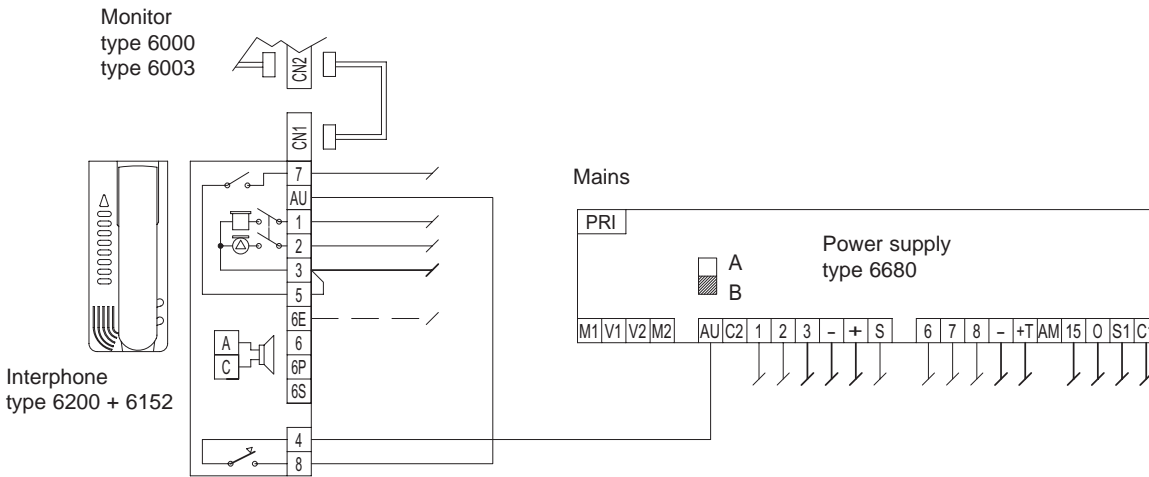 Monitor
type 6000
type 6003
CN2
CN1
7
AU
1
2
3
5
6E
6
6P
6S
4
8
A
C
Interphone
type 6200 + 6152
Mains
PRI
A
B
Power supply
type 6680
M1 V1 V2 M2 AU C2 1 2 3 – + S 6 7 8 – +T AM 15 O S1